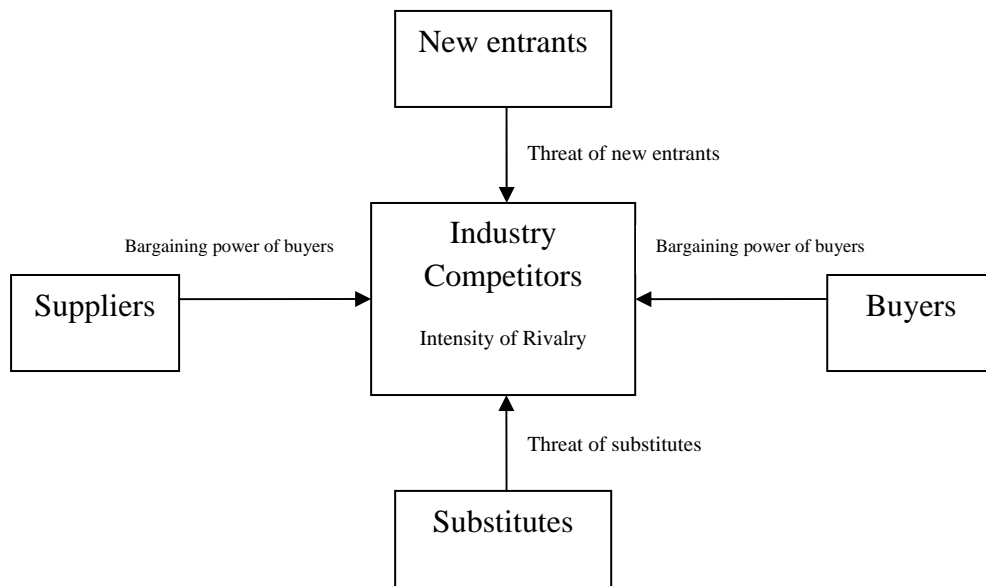 New entrants
Threat of new entrants
Industry
Competitors
Intensity of Rivalry
Bargaining power of buyers
Suppliers
Bargaining power of buyers
Buyers
Threat of substitutes
Substitutes